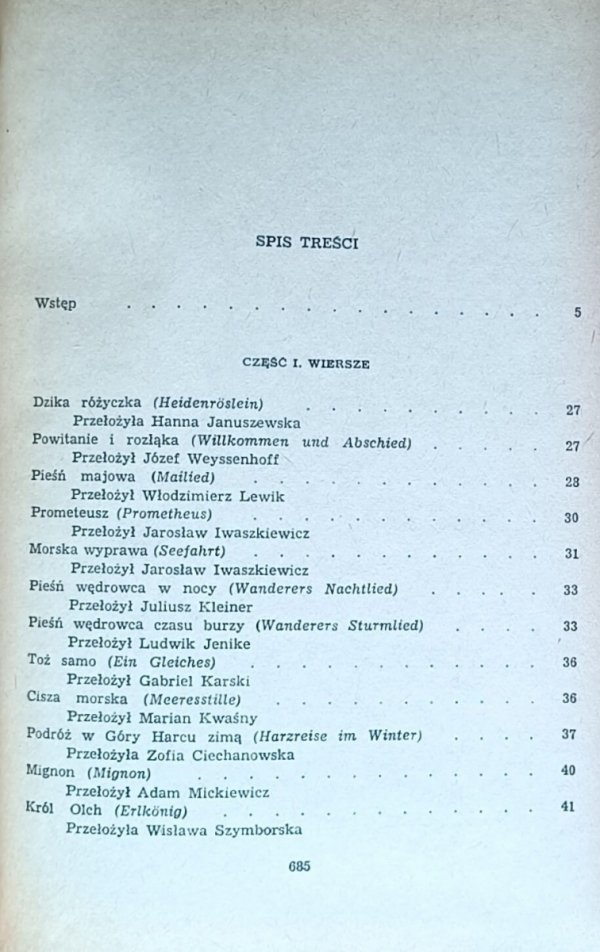 SPIS TREŚCI
Wstęp . . . . . . . . . . . . . . . . . 5
CZĘŚĆ I. WIERSZE
Dzika różyczka (Heidenröslein) . . . . . . . . . 27
Przełożyła Hanna Januszewska
Powitanie i rozłąka (Willkommen und Abschied) . . . . . 27
Przełożył Józef Weyssenhoff
Pieśń majowa (Mailied) . . . . . . . . . . . 28
Przełożył Włodzimierz Lewik
Prometeusz (Prometheus) . . . . . . . . . . . 30
Przełożył Jarosław Iwaszkiewicz
Morska wyprawa (Seefahrt) . . . . . . . . . . . 31
Przełożył Jarosław Iwaszkiewicz
Pieśń wędrowca w nocy (Wanderers Nachtlied) . . . . . 33
Przełożył Juliusz Kleiner
Pieśń wędrowca czasu burzy (Wanderers Sturmlied) . . . . 33
Przełożył Ludwik Jenike
Toż samo (Ein Gleiches) . . . . . . . . . . . 36
Przełożył Gabriel Karski
Cisza morska (Meeresstille) . . . . . . . . . . 36
Przełożył Marian Kwaśny
Podróż w Góry Harcu zimą (Harzreise im Winter) . . . . 37
Przełożyła Zofia Ciechanowska
Mignon (Mignon) . . . . . . . . . . . . . 40
Przełożył Adam Mickiewicz
Król Olch (Erlkönig) . . . . . . . . . . . . 41
Przełożyła Wisława Szymborska
685